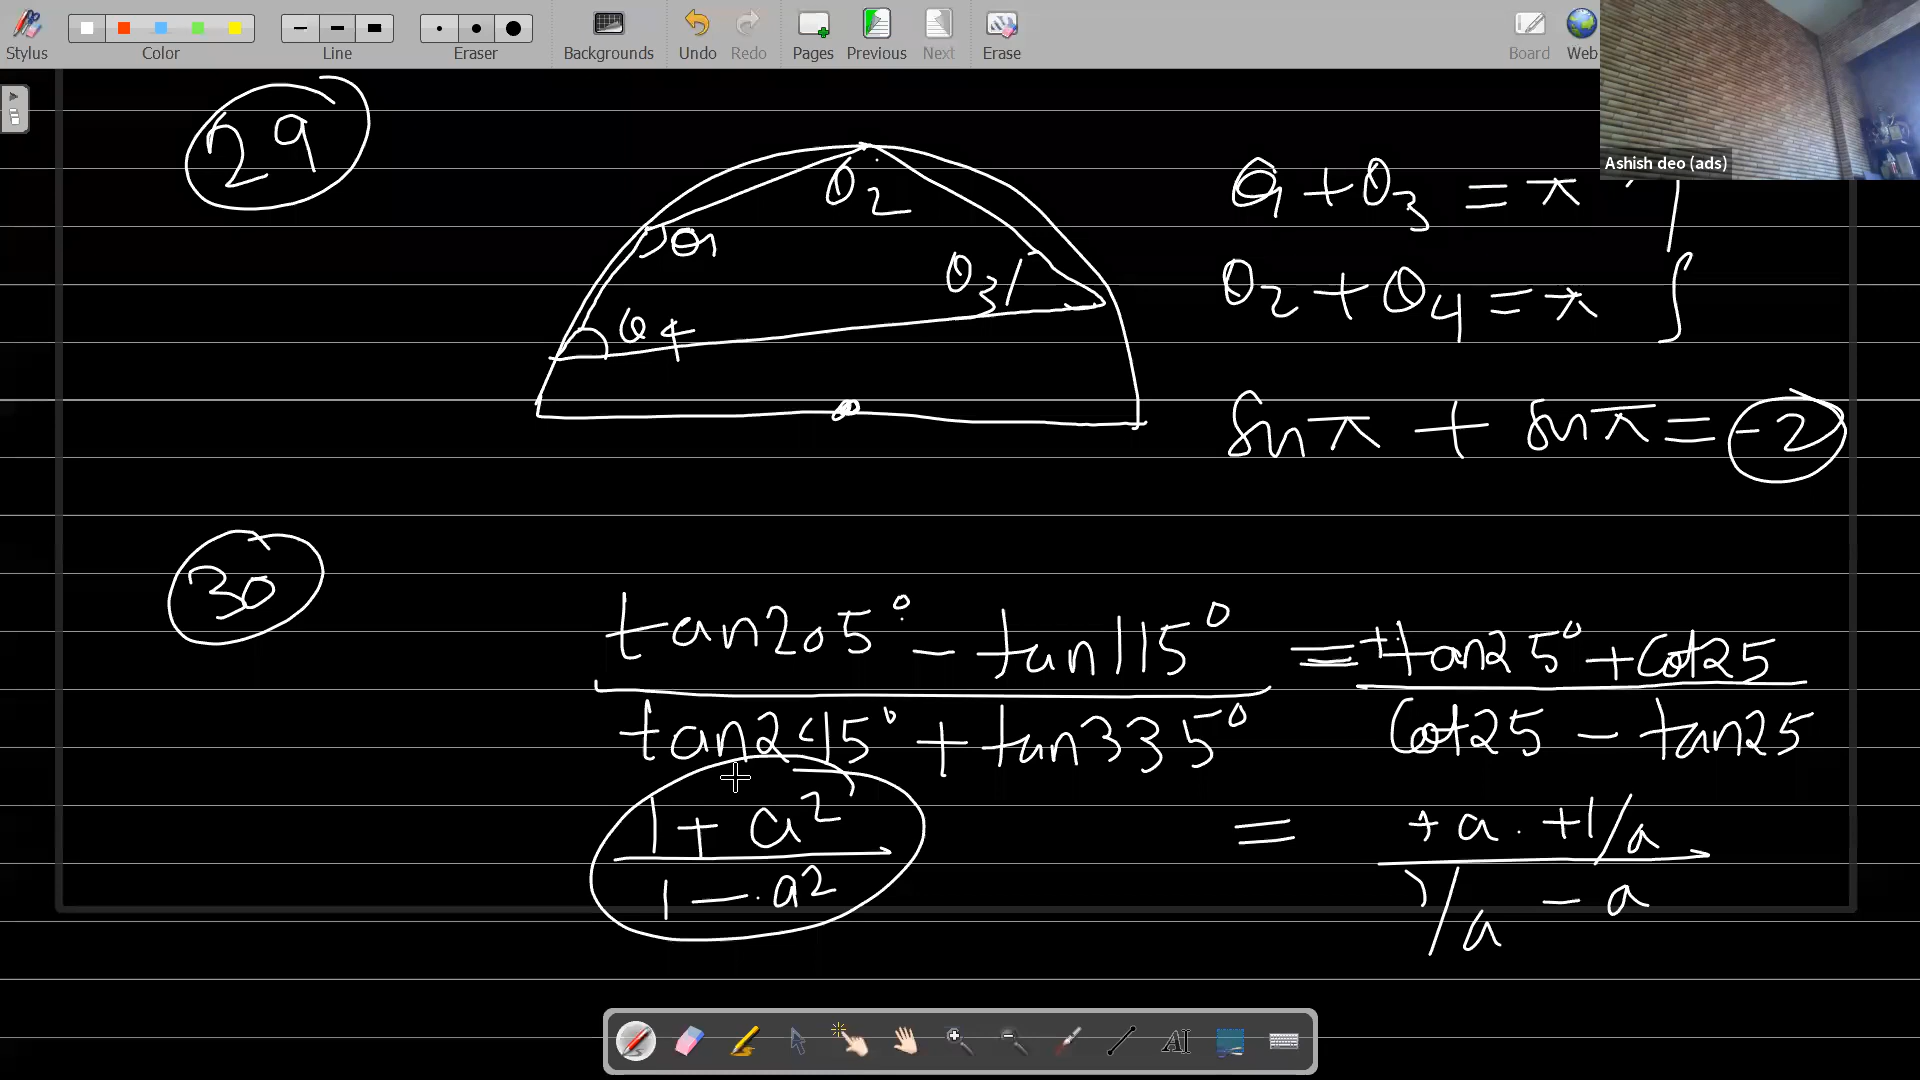 Stylus Color Line Eraser Backgrounds Undo Redo Pages Previous Next Erase Board Web
Ashish deo (ads)
29
θ1 + θ3 = π
θ2
θ1
θ3
θ2 + θ4 = π
θ4
sin π + sin π = -2
30
tan205° - tan115° = +tan25° + cot25
tan245° + tan335° cot25 - tan25
1 + a² = +a + 1/a
1 - a² 1/a - a
AI